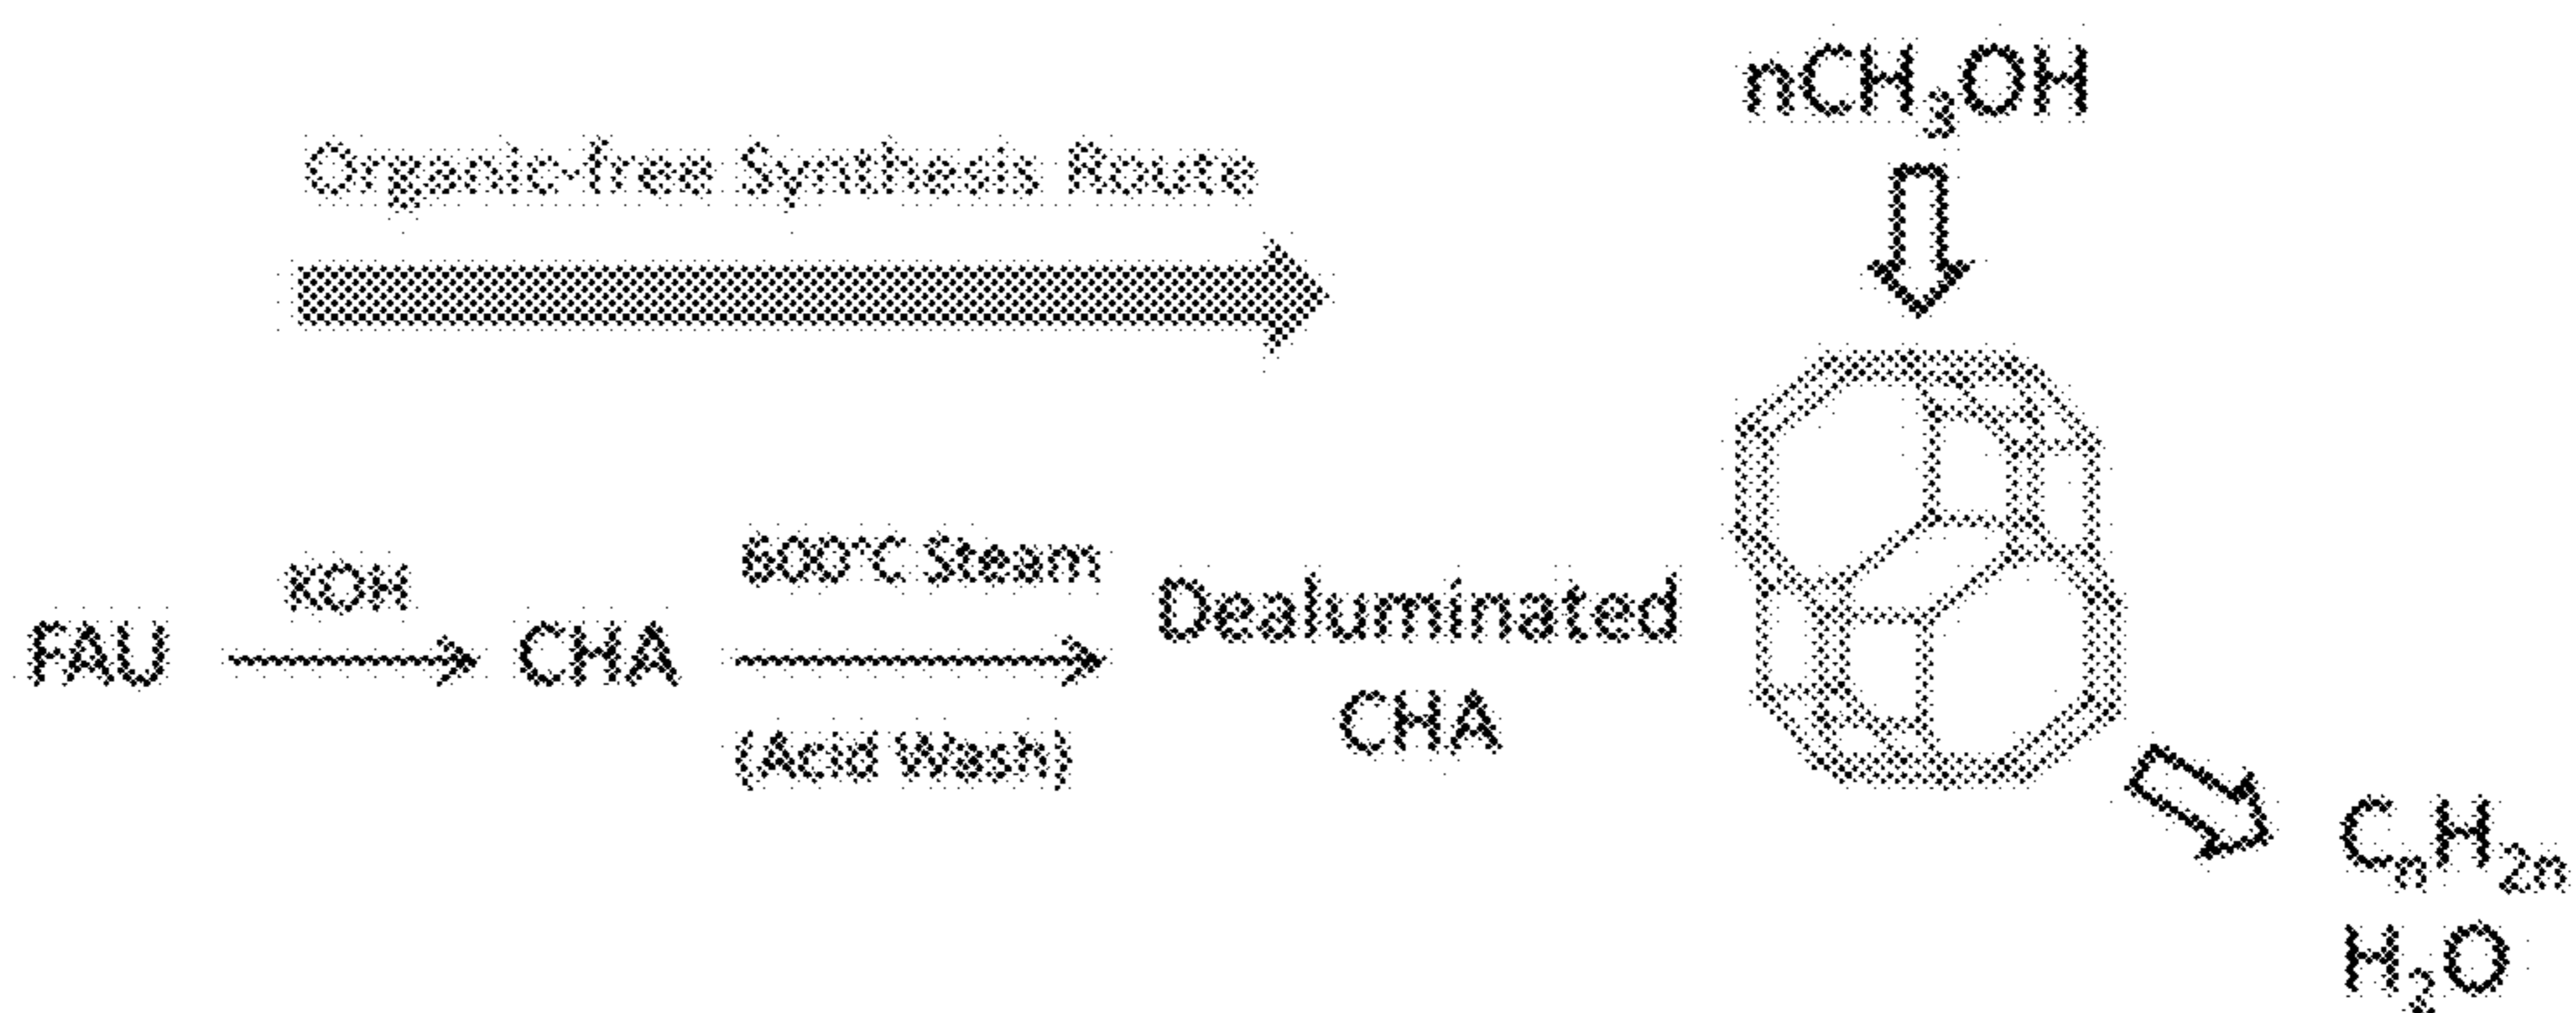 nCH₃OH
Organic-free Synthesis Route
KOH
600°C Steam
FAU
CHA
Dealuminated
CHA
(Acid Wash)
CₙH₂ₙ
H₂O